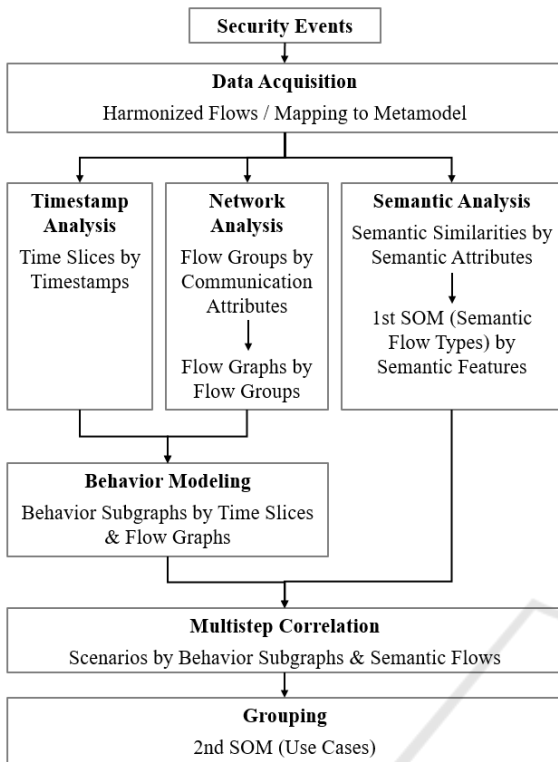 Security Events
Data Acquisition
Harmonized Flows / Mapping to Metamodel
Timestamp
Analysis
Time Slices by
Timestamps
Network
Analysis
Flow Groups by
Communication
Attributes
Flow Graphs by
Flow Groups
Semantic Analysis
Semantic Similarities by
Semantic Attributes
1st SOM (Semantic
Flow Types) by
Semantic Features
Behavior Modeling
Behavior Subgraphs by Time Slices
& Flow Graphs
Multistep Correlation
Scenarios by Behavior Subgraphs & Semantic Flows
Grouping
2nd SOM (Use Cases)